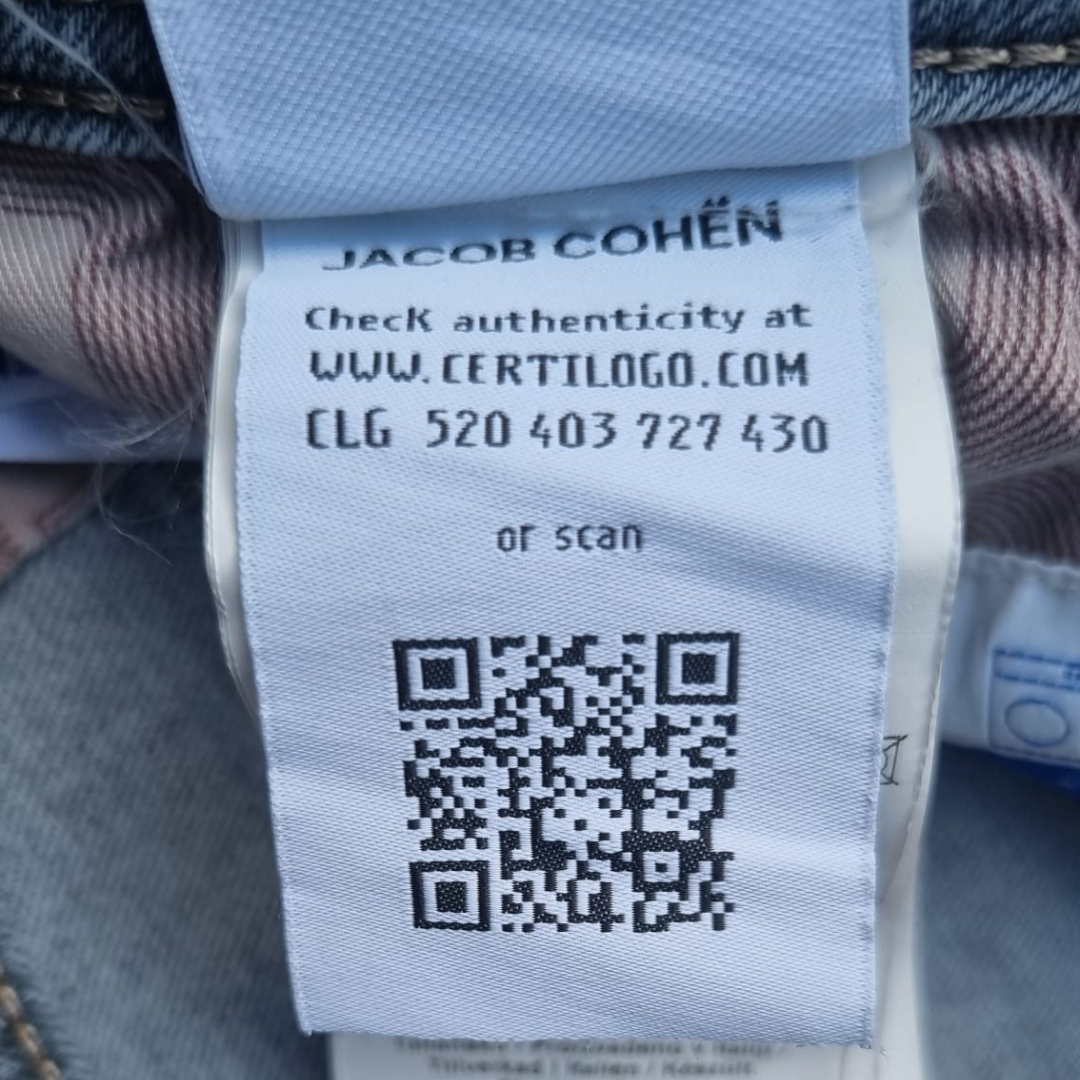 JACOB COHËN
Check authenticity at
WWW.CERTILOGO.COM
CLG 520 403 727 430
or scan